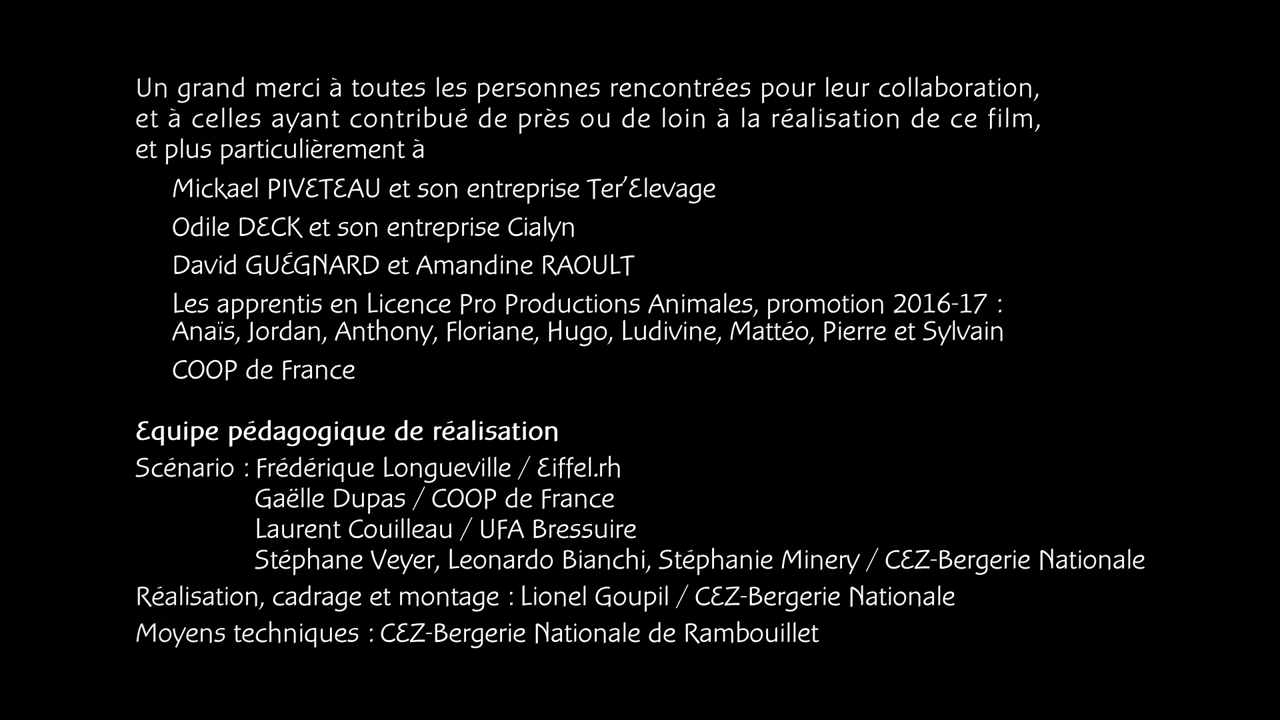 Un grand merci à toutes les personnes rencontrées pour leur collaboration,
et à celles ayant contribué de près ou de loin à la réalisation de ce film,
et plus particulièrement à
Mickael PIVETEAU et son entreprise Ter'Elevage
Odile DECK et son entreprise Cialyn
David GUÉGNARD et Amandine RAOULT
Les apprentis en Licence Pro Productions Animales, promotion 2016-17 :
Anaïs, Jordan, Anthony, Floriane, Hugo, Ludivine, Mattéo, Pierre et Sylvain
COOP de France
Equipe pédagogique de réalisation
Scénario : Frédérique Longueville / Eiffel.rh
Gaëlle Dupas / COOP de France
Laurent Couilleau / UFA Bressuire
Stéphane Veyer, Leonardo Bianchi, Stéphanie Minery / CEZ-Bergerie Nationale
Réalisation, cadrage et montage : Lionel Goupil / CEZ-Bergerie Nationale
Moyens techniques : CEZ-Bergerie Nationale de Rambouillet